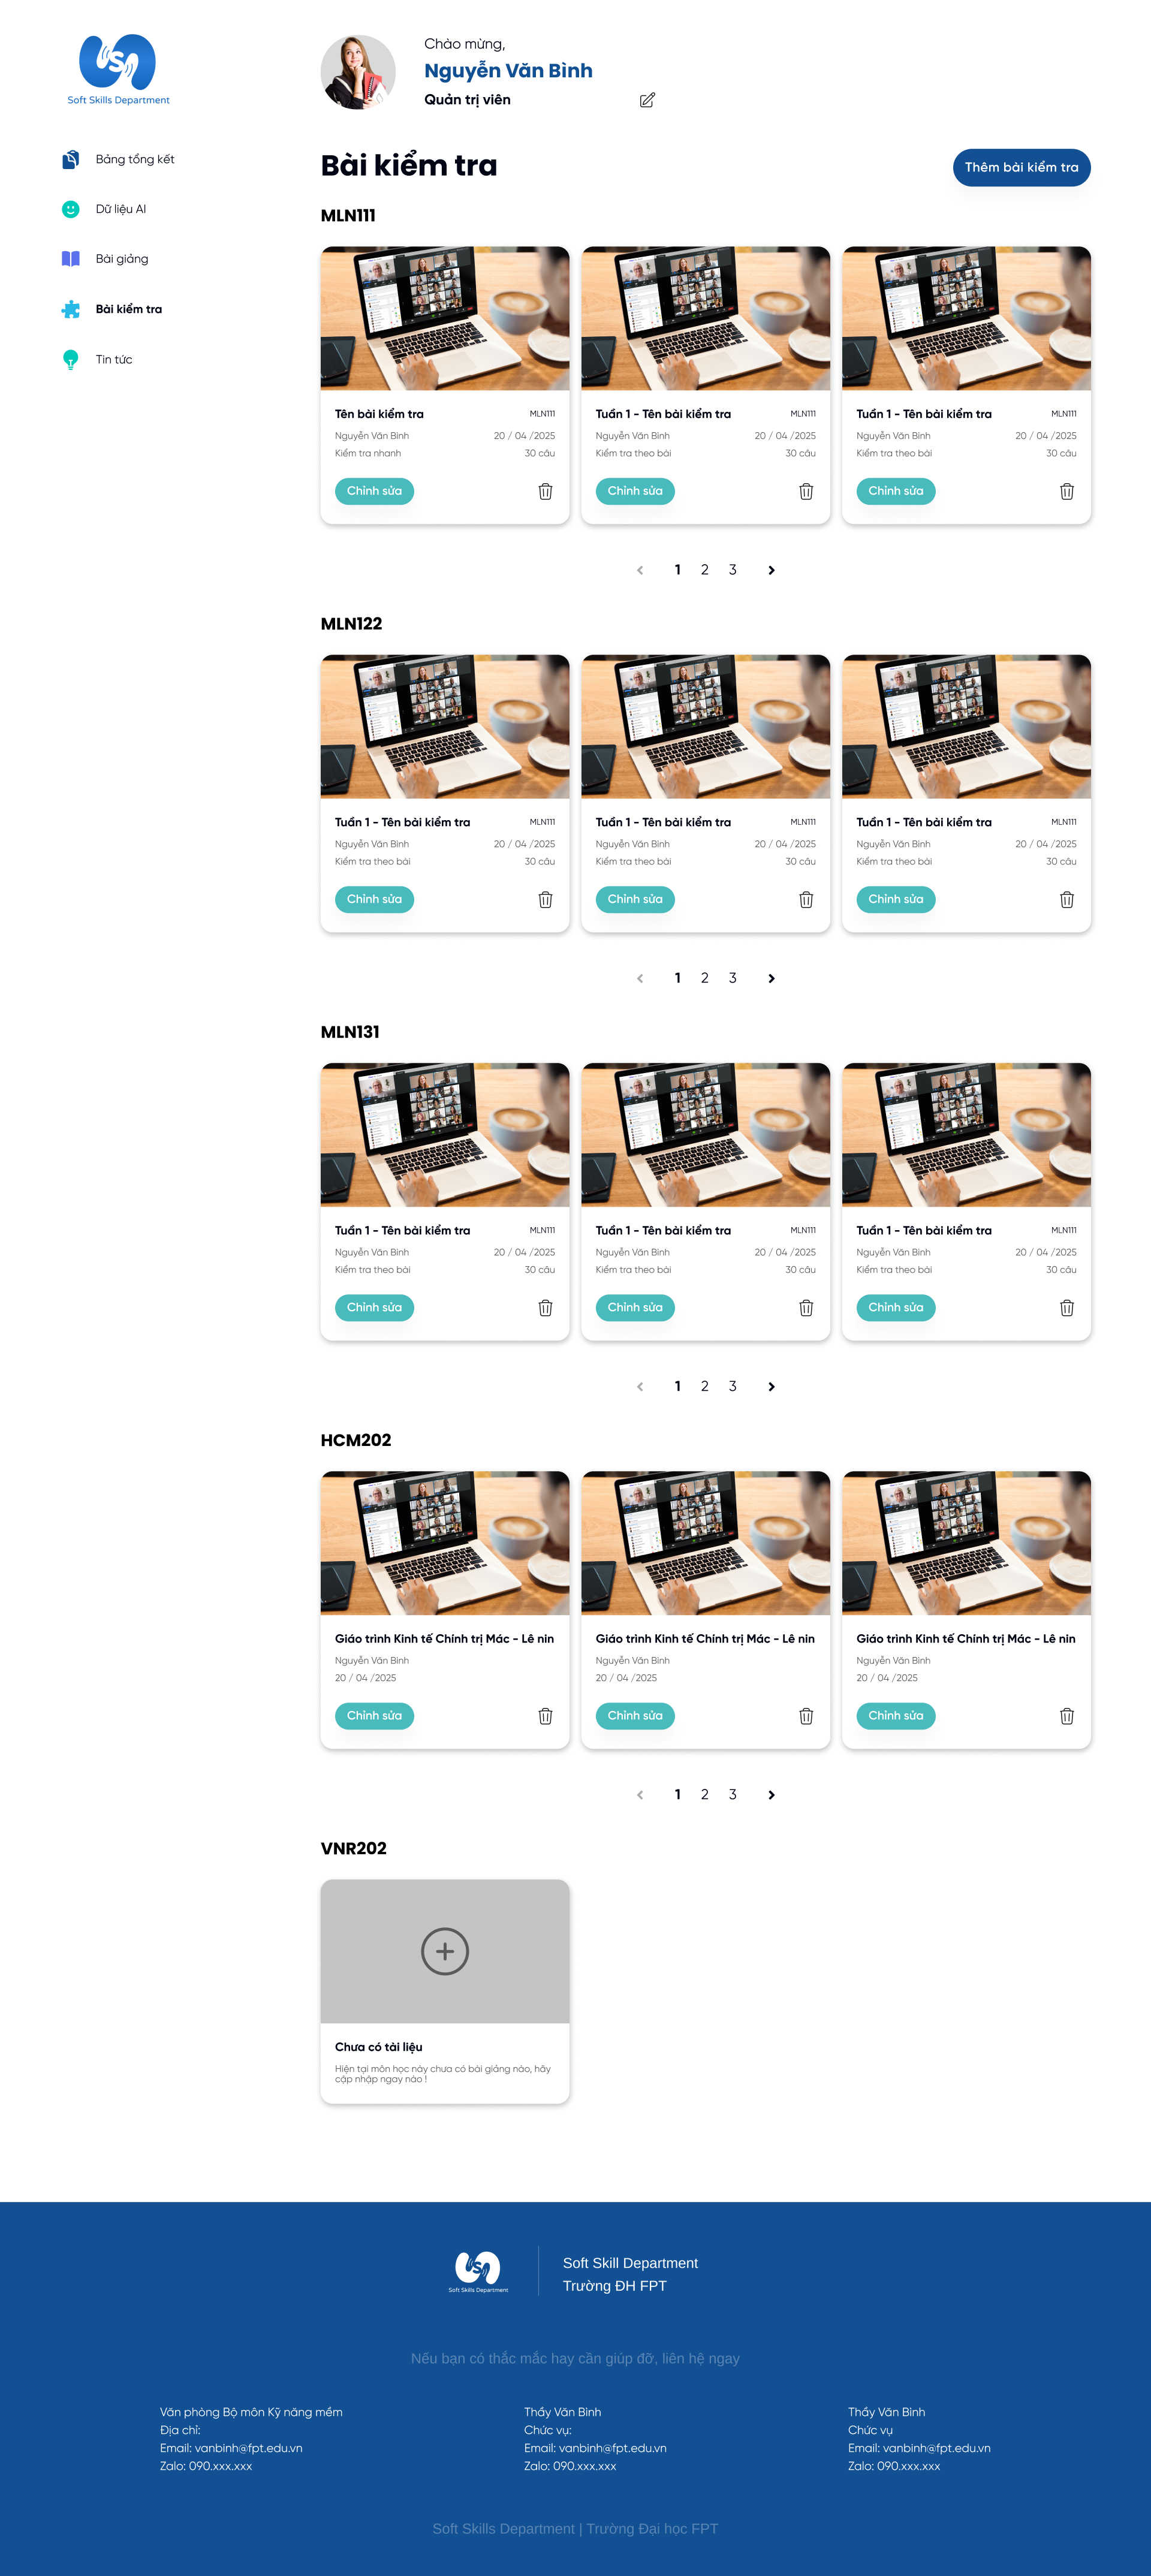 Soft Skills Department
Chào mừng,
Nguyễn Văn Bình
Quản trị viên
Bảng tổng kết
Dữ liệu AI
Bài giảng
Bài kiểm tra
Tin tức
Bài kiểm tra
Thêm bài kiểm tra
MLN111
Tên bài kiểm tra MLN111
Nguyễn Văn Bình 20 / 04 /2025
Kiểm tra nhanh 30 câu
Chỉnh sửa
Tuần 1 - Tên bài kiểm tra MLN111
Nguyễn Văn Bình 20 / 04 /2025
Kiểm tra theo bài 30 câu
Chỉnh sửa
Tuần 1 - Tên bài kiểm tra MLN111
Nguyễn Văn Bình 20 / 04 /2025
Kiểm tra theo bài 30 câu
Chỉnh sửa
1 2 3
MLN122
Tuần 1 - Tên bài kiểm tra MLN111
Nguyễn Văn Bình 20 / 04 /2025
Kiểm tra theo bài 30 câu
Chỉnh sửa
Tuần 1 - Tên bài kiểm tra MLN111
Nguyễn Văn Bình 20 / 04 /2025
Kiểm tra theo bài 30 câu
Chỉnh sửa
Tuần 1 - Tên bài kiểm tra MLN111
Nguyễn Văn Bình 20 / 04 /2025
Kiểm tra theo bài 30 câu
Chỉnh sửa
1 2 3
MLN131
Tuần 1 - Tên bài kiểm tra MLN111
Nguyễn Văn Bình 20 / 04 /2025
Kiểm tra theo bài 30 câu
Chỉnh sửa
Tuần 1 - Tên bài kiểm tra MLN111
Nguyễn Văn Bình 20 / 04 /2025
Kiểm tra theo bài 30 câu
Chỉnh sửa
Tuần 1 - Tên bài kiểm tra MLN111
Nguyễn Văn Bình 20 / 04 /2025
Kiểm tra theo bài 30 câu
Chỉnh sửa
1 2 3
HCM202
Giáo trình Kinh tế Chính trị Mác - Lê nin
Nguyễn Văn Bình
20 / 04 /2025
Chỉnh sửa
Giáo trình Kinh tế Chính trị Mác - Lê nin
Nguyễn Văn Bình
20 / 04 /2025
Chỉnh sửa
Giáo trình Kinh tế Chính trị Mác - Lê nin
Nguyễn Văn Bình
20 / 04 /2025
Chỉnh sửa
1 2 3
VNR202
Chưa có tài liệu
Hiện tại môn học này chưa có bài giảng nào, hãy
cập nhập ngay nào !
Soft Skills Department
Soft Skill Department
Trường ĐH FPT
Nếu bạn có thắc mắc hay cần giúp đỡ, liên hệ ngay
Văn phòng Bộ môn Kỹ năng mềm
Địa chỉ:
Email: vanbinh@fpt.edu.vn
Zalo: 090.xxx.xxx
Thầy Văn Bình
Chức vụ:
Email: vanbinh@fpt.edu.vn
Zalo: 090.xxx.xxx
Thầy Văn Bình
Chức vụ
Email: vanbinh@fpt.edu.vn
Zalo: 090.xxx.xxx
Soft Skills Department | Trường Đại học FPT